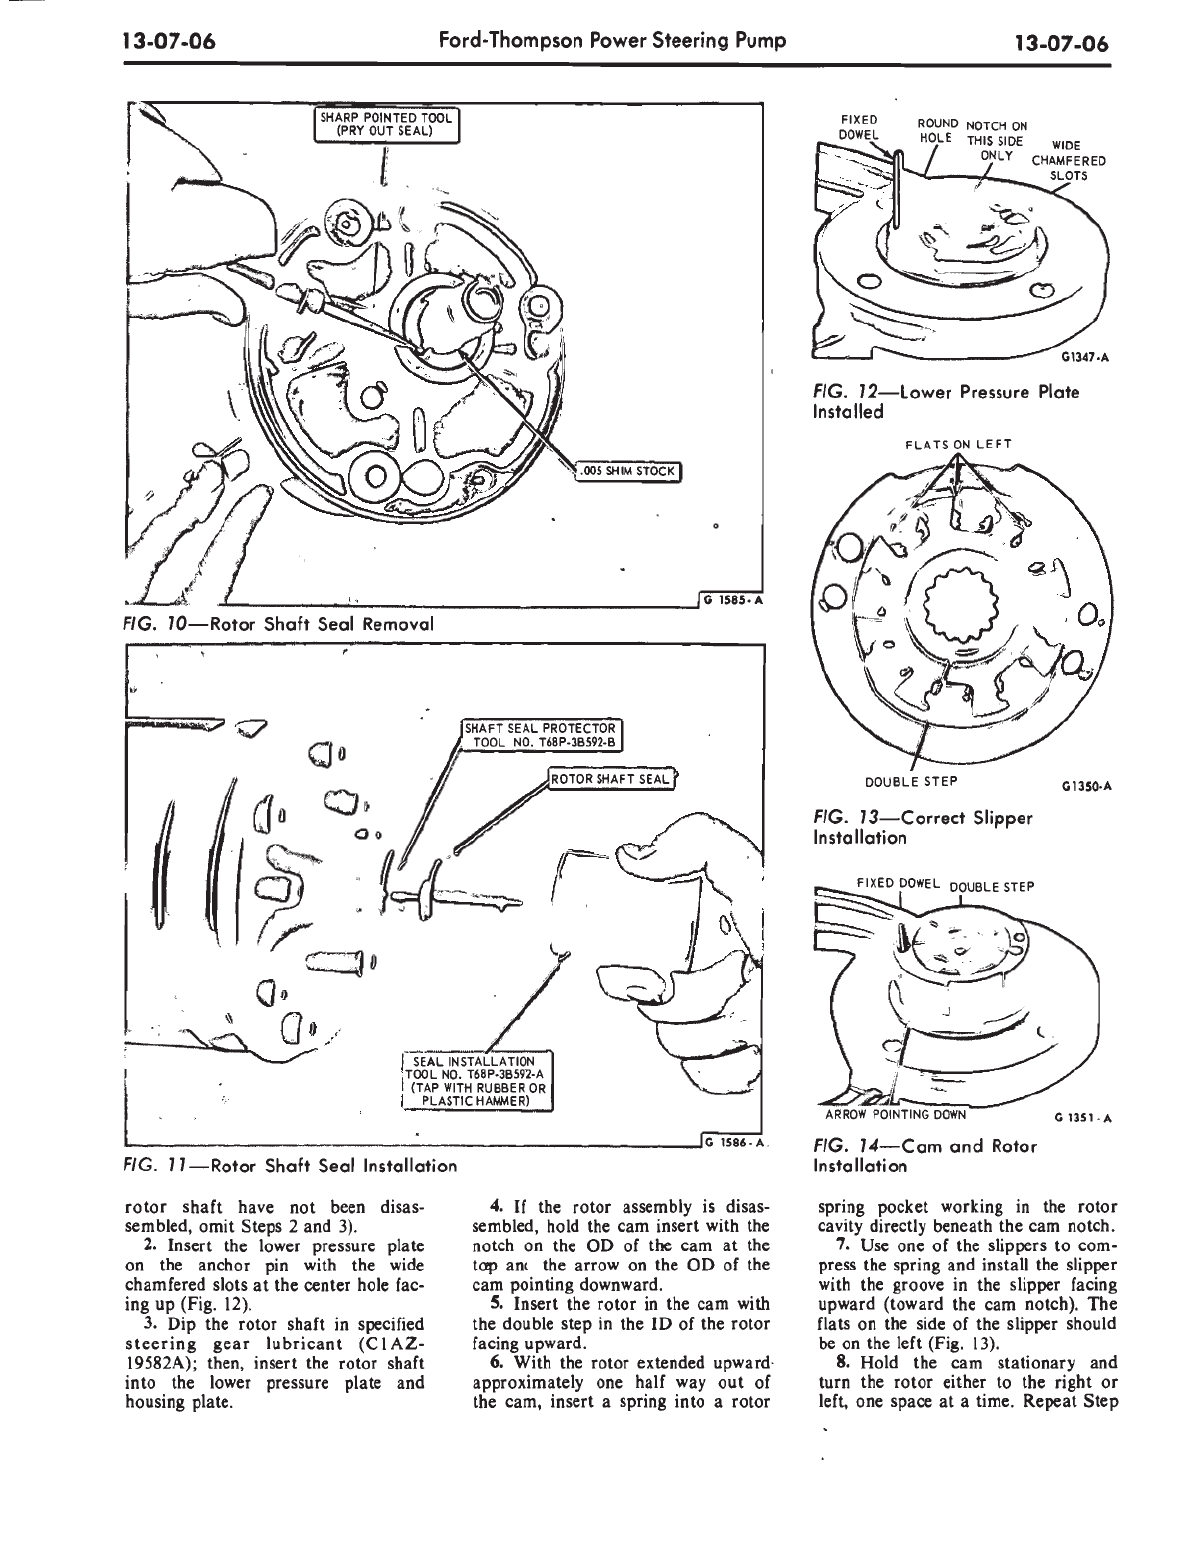 13-07-06
Ford-Thompson Power Steering Pump
13-07-06
SHARP POINTED TOOL
(PRY OUT SEAL)
.005 SHIM STOCK
G 1585-A
FIG. 10—Rotor Shaft Seal Removal
SHAFT SEAL PROTECTOR
TOOL NO. T68P-3B592-B
ROTOR SHAFT SEAL
SEAL INSTALLATION
TOOL NO. T68P-3B592-A
(TAP WITH RUBBER OR
PLASTIC HAMMER)
G 1586-A
FIG. 11—Rotor Shaft Seal Installation
FIXED
DOWEL
ROUND
HOLE
NOTCH ON
THIS SIDE
ONLY
WIDE
CHAMFERED
SLOTS
G1347-A
FIG. 12—Lower Pressure Plate
Installed
FLATS ON LEFT
DOUBLE STEP
G1350-A
FIG. 13—Correct Slipper
Installation
FIXED DOWEL
DOUBLE STEP
ARROW POINTING DOWN
G 1351-A
FIG. 14—Cam and Rotor
Installation
rotor shaft have not been disas-
sembled, omit Steps 2 and 3).
2. Insert the lower pressure plate
on the anchor pin with the wide
chamfered slots at the center hole fac-
ing up (Fig. 12).
3. Dip the rotor shaft in specified
steering gear lubricant (C1AZ-
19582A); then, insert the rotor shaft
into the lower pressure plate and
housing plate.
4. If the rotor assembly is disas-
sembled, hold the cam insert with the
notch on the OD of the cam at the
top the arrow on the OD of the
cam pointing downward.
5. Insert the rotor in the cam with
the double step in the ID of the rotor
facing upward.
6. With the rotor extended upward
approximately one half way out of
the cam, insert a spring into a rotor
spring pocket working in the rotor
cavity directly beneath the cam notch.
7. Use one of the slippers to com-
press the spring and install the slipper
with the groove in the slipper facing
upward (toward the cam notch). The
flats on the side of the slipper should
be on the left (Fig. 13).
8. Hold the cam stationary and
turn the rotor either to the right or
left, one space at a time. Repeat Step